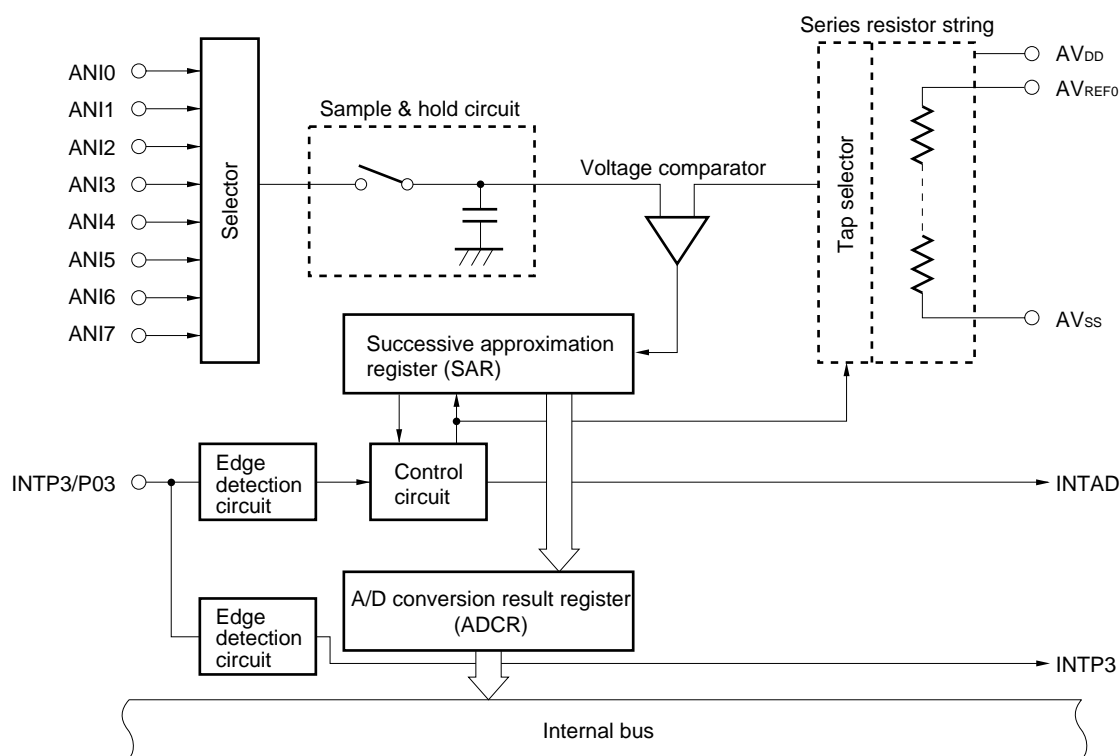 Series resistor string
ANI0
ANI1
ANI2
ANI3
ANI4
ANI5
ANI6
ANI7
Selector
Sample & hold circuit
Voltage comparator
Tap selector
AVDD
AVREF0
AVSS
Successive approximation
register (SAR)
INTP3/P03
Edge
detection
circuit
Control
circuit
INTAD
A/D conversion result register
(ADCR)
Edge
detection
circuit
INTP3
Internal bus